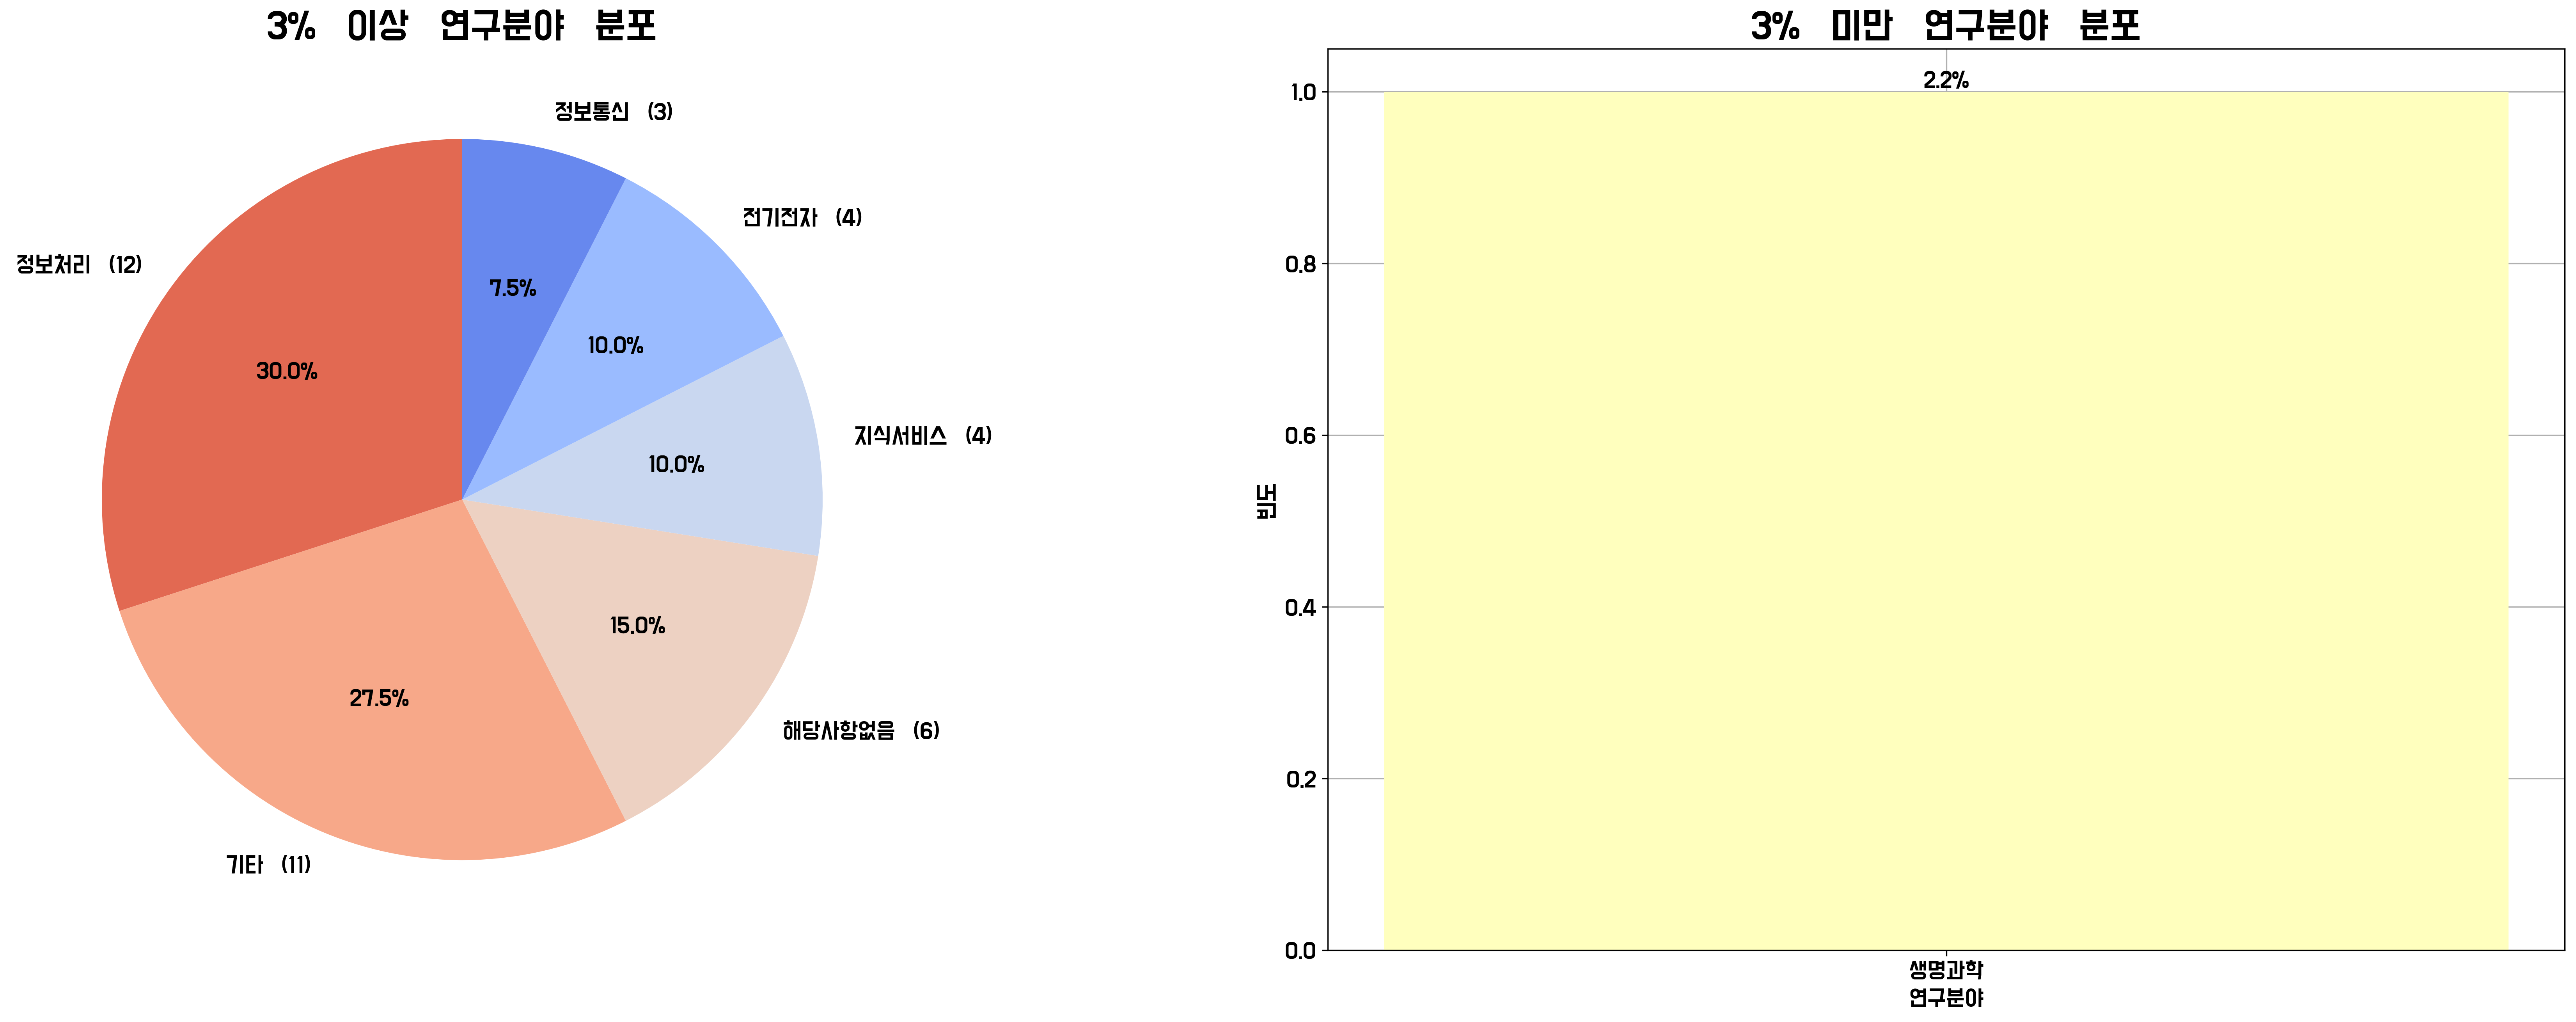 3% 이상 연구분야 분포
정보통신 (3)
전기전자 (4)
정보처리 (12)
7.5%
10.0%
30.0%
지식서비스 (4)
10.0%
15.0%
27.5%
해당사항없음 (6)
기타 (11)
3% 미만 연구분야 분포
2.2%
1.0
0.8
0.6
빈도
0.4
0.2
0.0
생명과학
연구분야